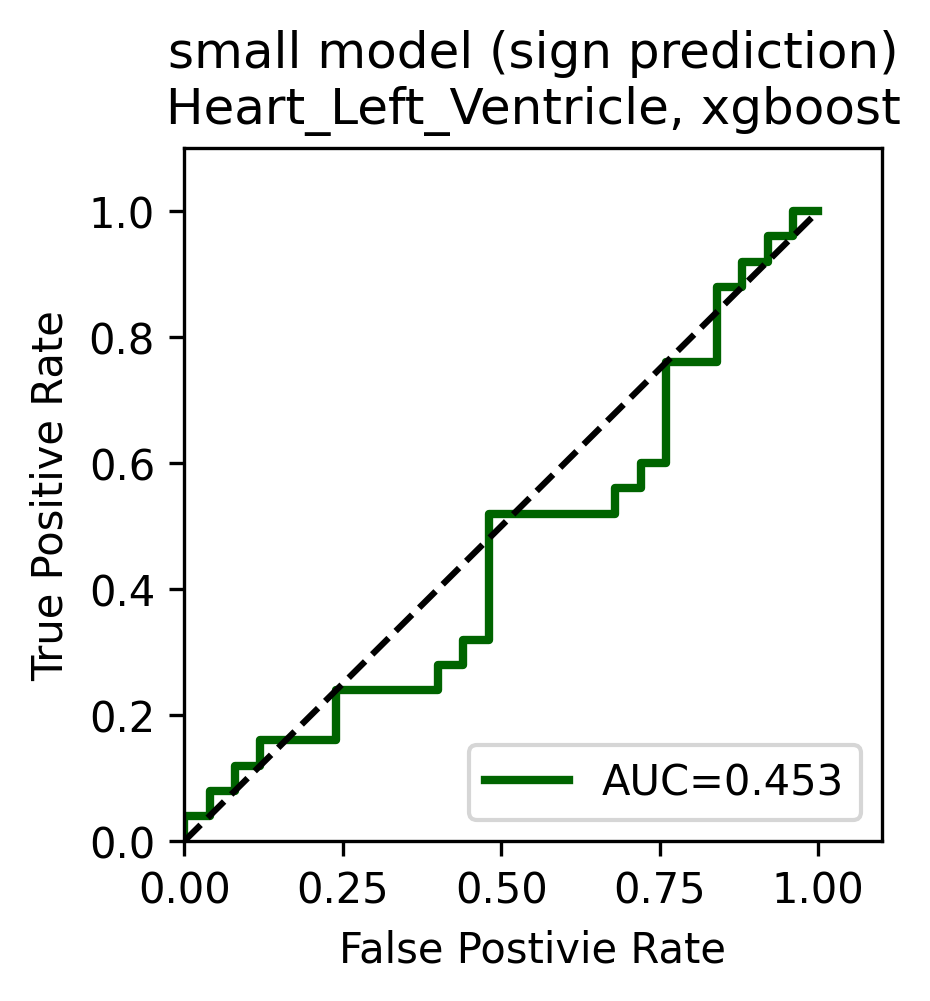 small model (sign prediction)
Heart_Left_Ventricle, xgboost
True Positive Rate
1.0
0.8
0.6
0.4
0.2
0.0
AUC=0.453
0.00 0.25 0.50 0.75 1.00
False Postivie Rate